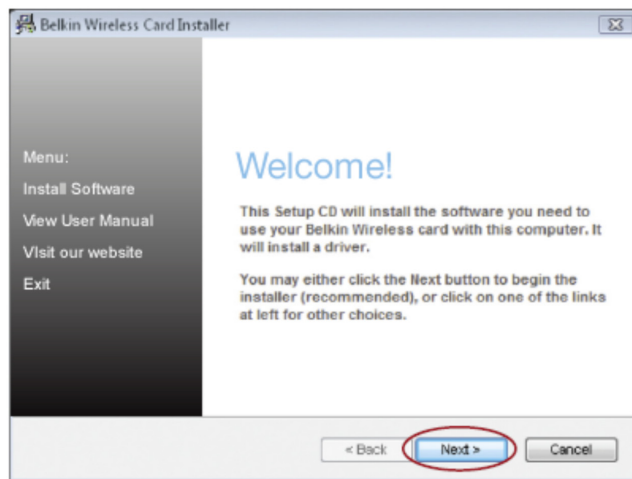 Belkin Wireless Card Installer
Menu:
Install Software
View User Manual
VIsit our website
Exit
Welcome!
This Setup CD will install the software you need to
use your Belkin Wireless card with this computer. It
will install a driver.
You may either click the Next button to begin the
installer (recommended), or click on one of the links
at left for other choices.
< Back
Next >
Cancel